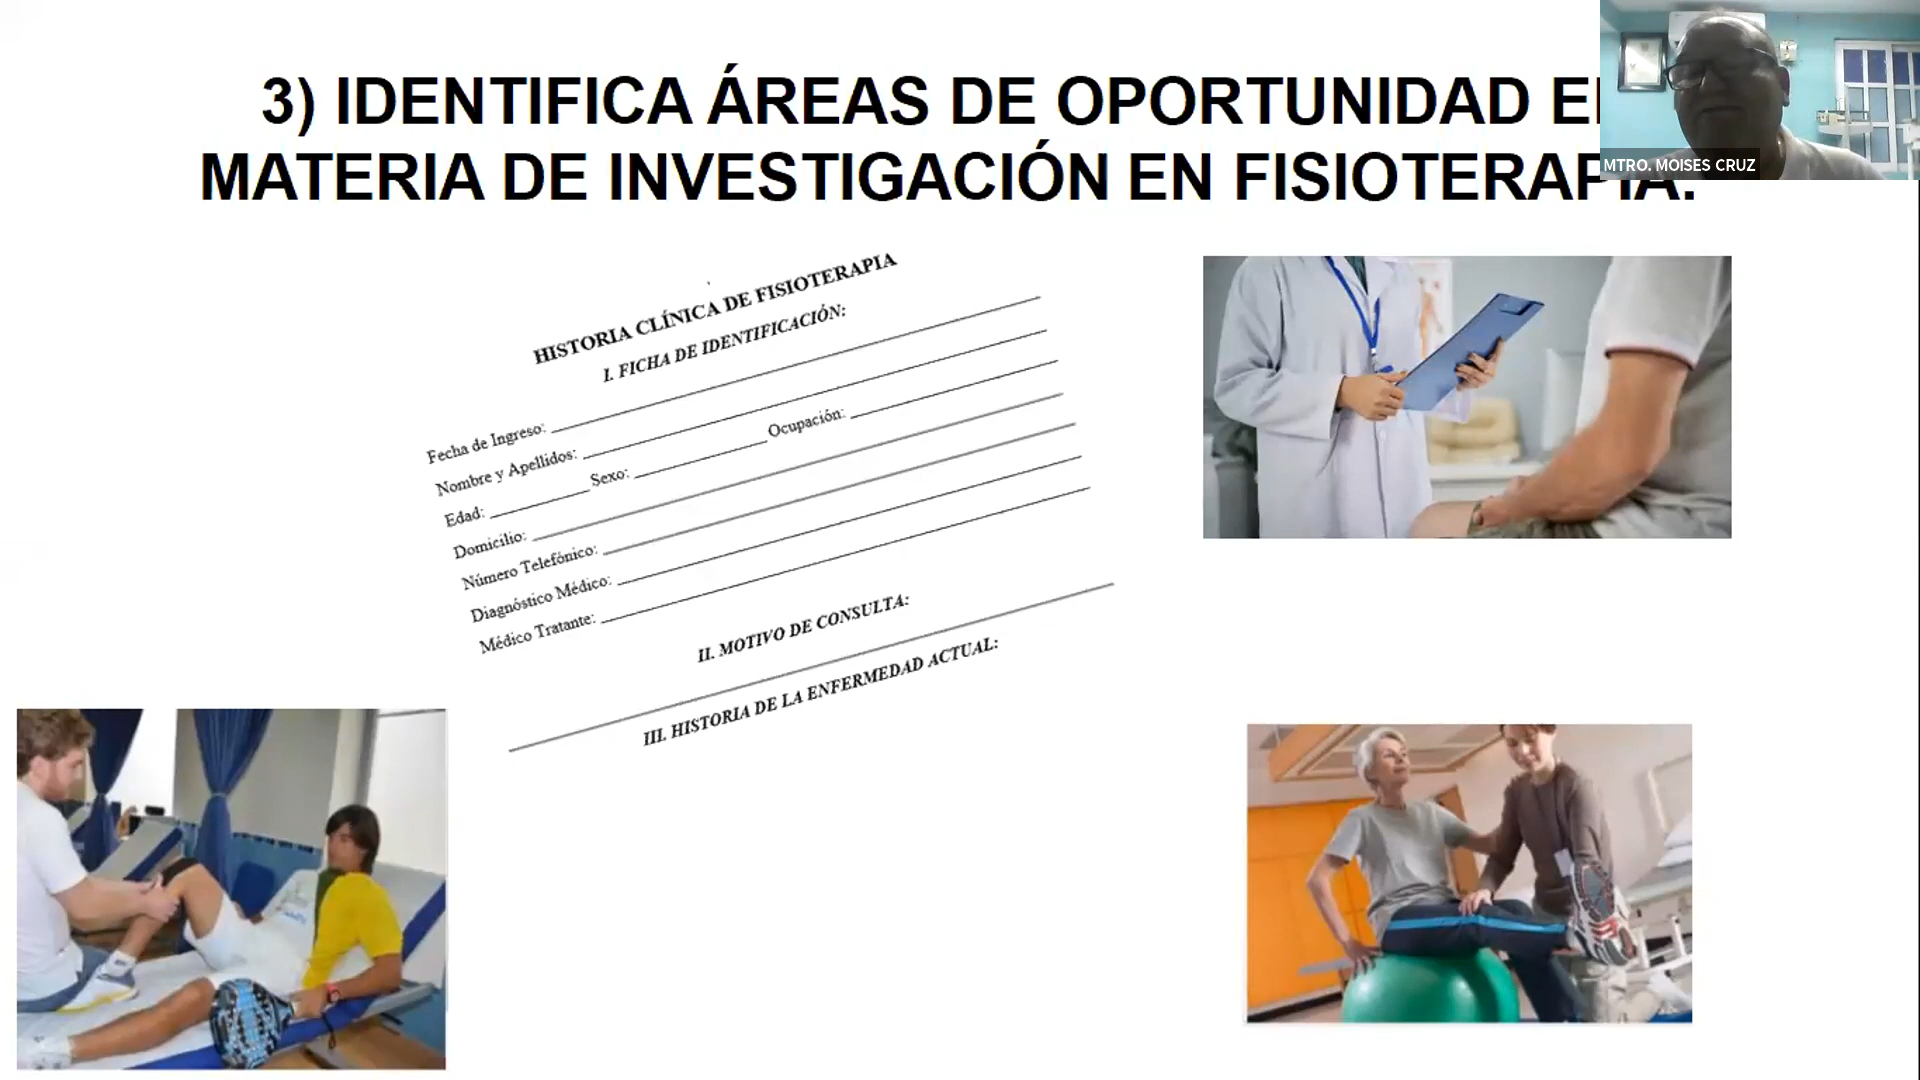 3) IDENTIFICA ÁREAS DE OPORTUNIDAD
MATERIA DE INVESTIGACIÓN EN FISIOTERAPIA.
MTRO. MOISES CRUZ
HISTORIA CLÍNICA DE FISIOTERAPIA
I. FICHA DE IDENTIFICACIÓN:
Fecha de Ingreso:
Nombre y Apellidos:
Edad: Sexo: Ocupación:
Domicilio:
Número Telefónico:
Diagnóstico Médico:
Médico Tratante:
II. MOTIVO DE CONSULTA:
III. HISTORIA DE LA ENFERMEDAD ACTUAL: